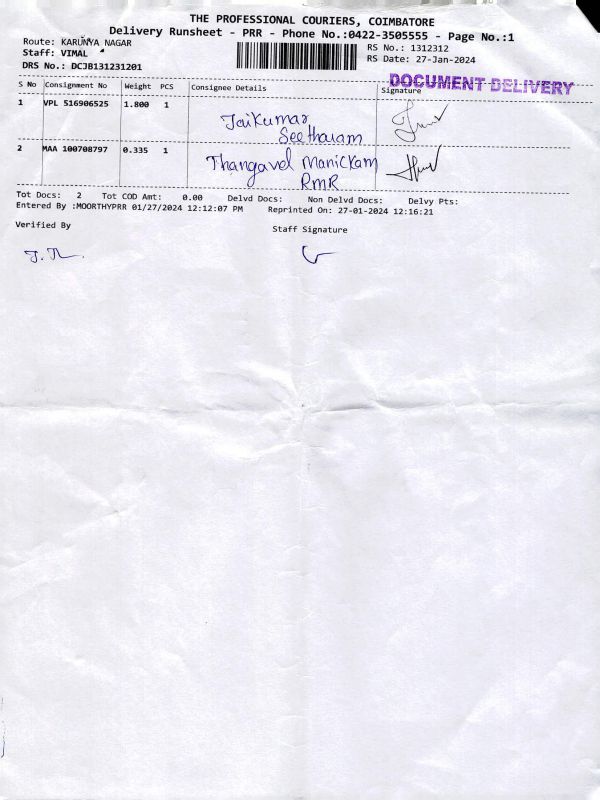 THE PROFESSIONAL COURIERS, COIMBATORE
Delivery Runsheet - PRR - Phone No.:0422-3505555 - Page No.:1
Route: KARUNYA NAGAR RS No.: 1312312
Staff: VIMAL RS Date: 27-Jan-2024
DRS No.: DCJB131231201
DOCUMENT DELIVERY
S No Consignment No Weight PCS Consignee Details Signature
1 VPL 516906525 1.800 1 Jaikumar
Seetharam
2 MAA 100708797 0.335 1 Thangavel Manickam
RMR
Tot Docs: 2 Tot COD Amt: 0.00 Delvd Docs: Non Delvd Docs: Delvy Pts:
Entered By :MOORTHYPRR 01/27/2024 12:12:07 PM Reprinted On: 27-01-2024 12:16:21
Verified By Staff Signature